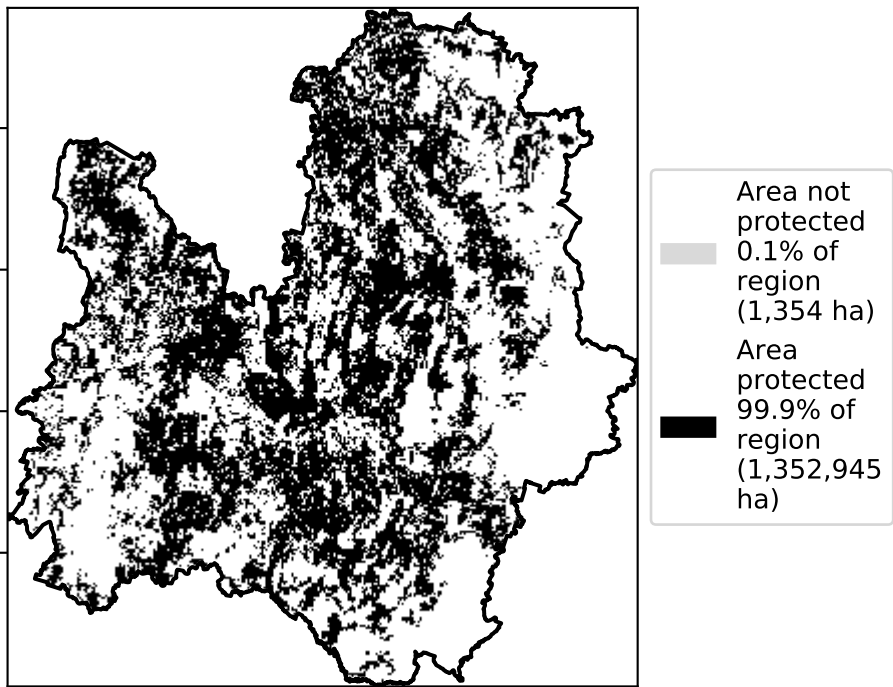 Area not
protected
0.1% of
region
(1,354 ha)
Area
protected
99.9% of
region
(1,352,945
ha)